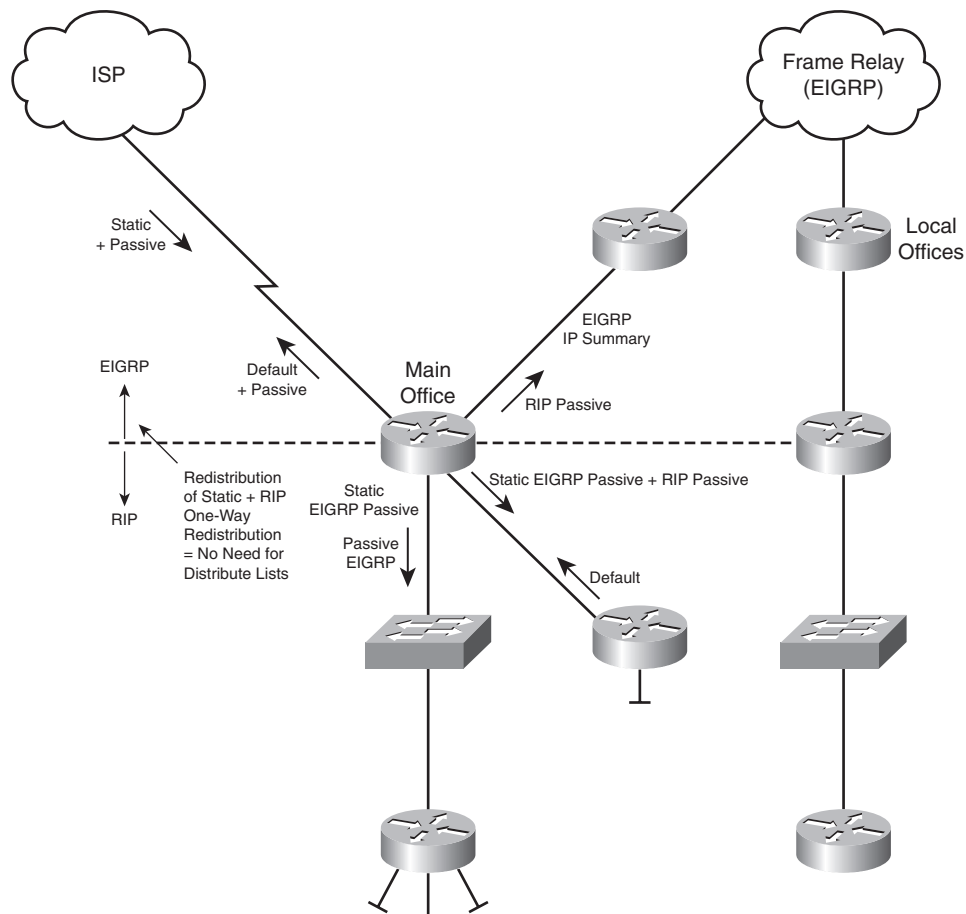 ISP
Frame Relay
(EIGRP)
Static
+ Passive
Local
Offices
EIGRP
IP Summary
Default
+ Passive
Main
Office
RIP Passive
EIGRP
RIP
Redistribution
of Static + RIP
One-Way
Redistribution
= No Need for
Distribute Lists
Static
EIGRP Passive
Static EIGRP Passive + RIP Passive
Passive
EIGRP
Default